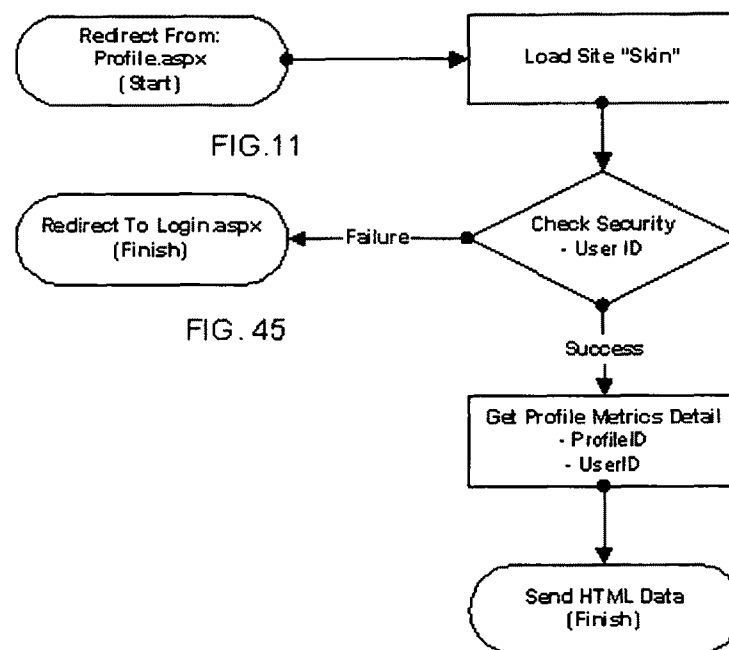 Redirect From:
Profile.aspx
(Start)
Load Site "Skin"
FIG.11
Redirect To Login.aspx
(Finish)
Failure
Check Security
- User ID
FIG. 45
Success
Get Profile Metrics Detail
- ProfileID
- UserID
Send HTML Data
(Finish)